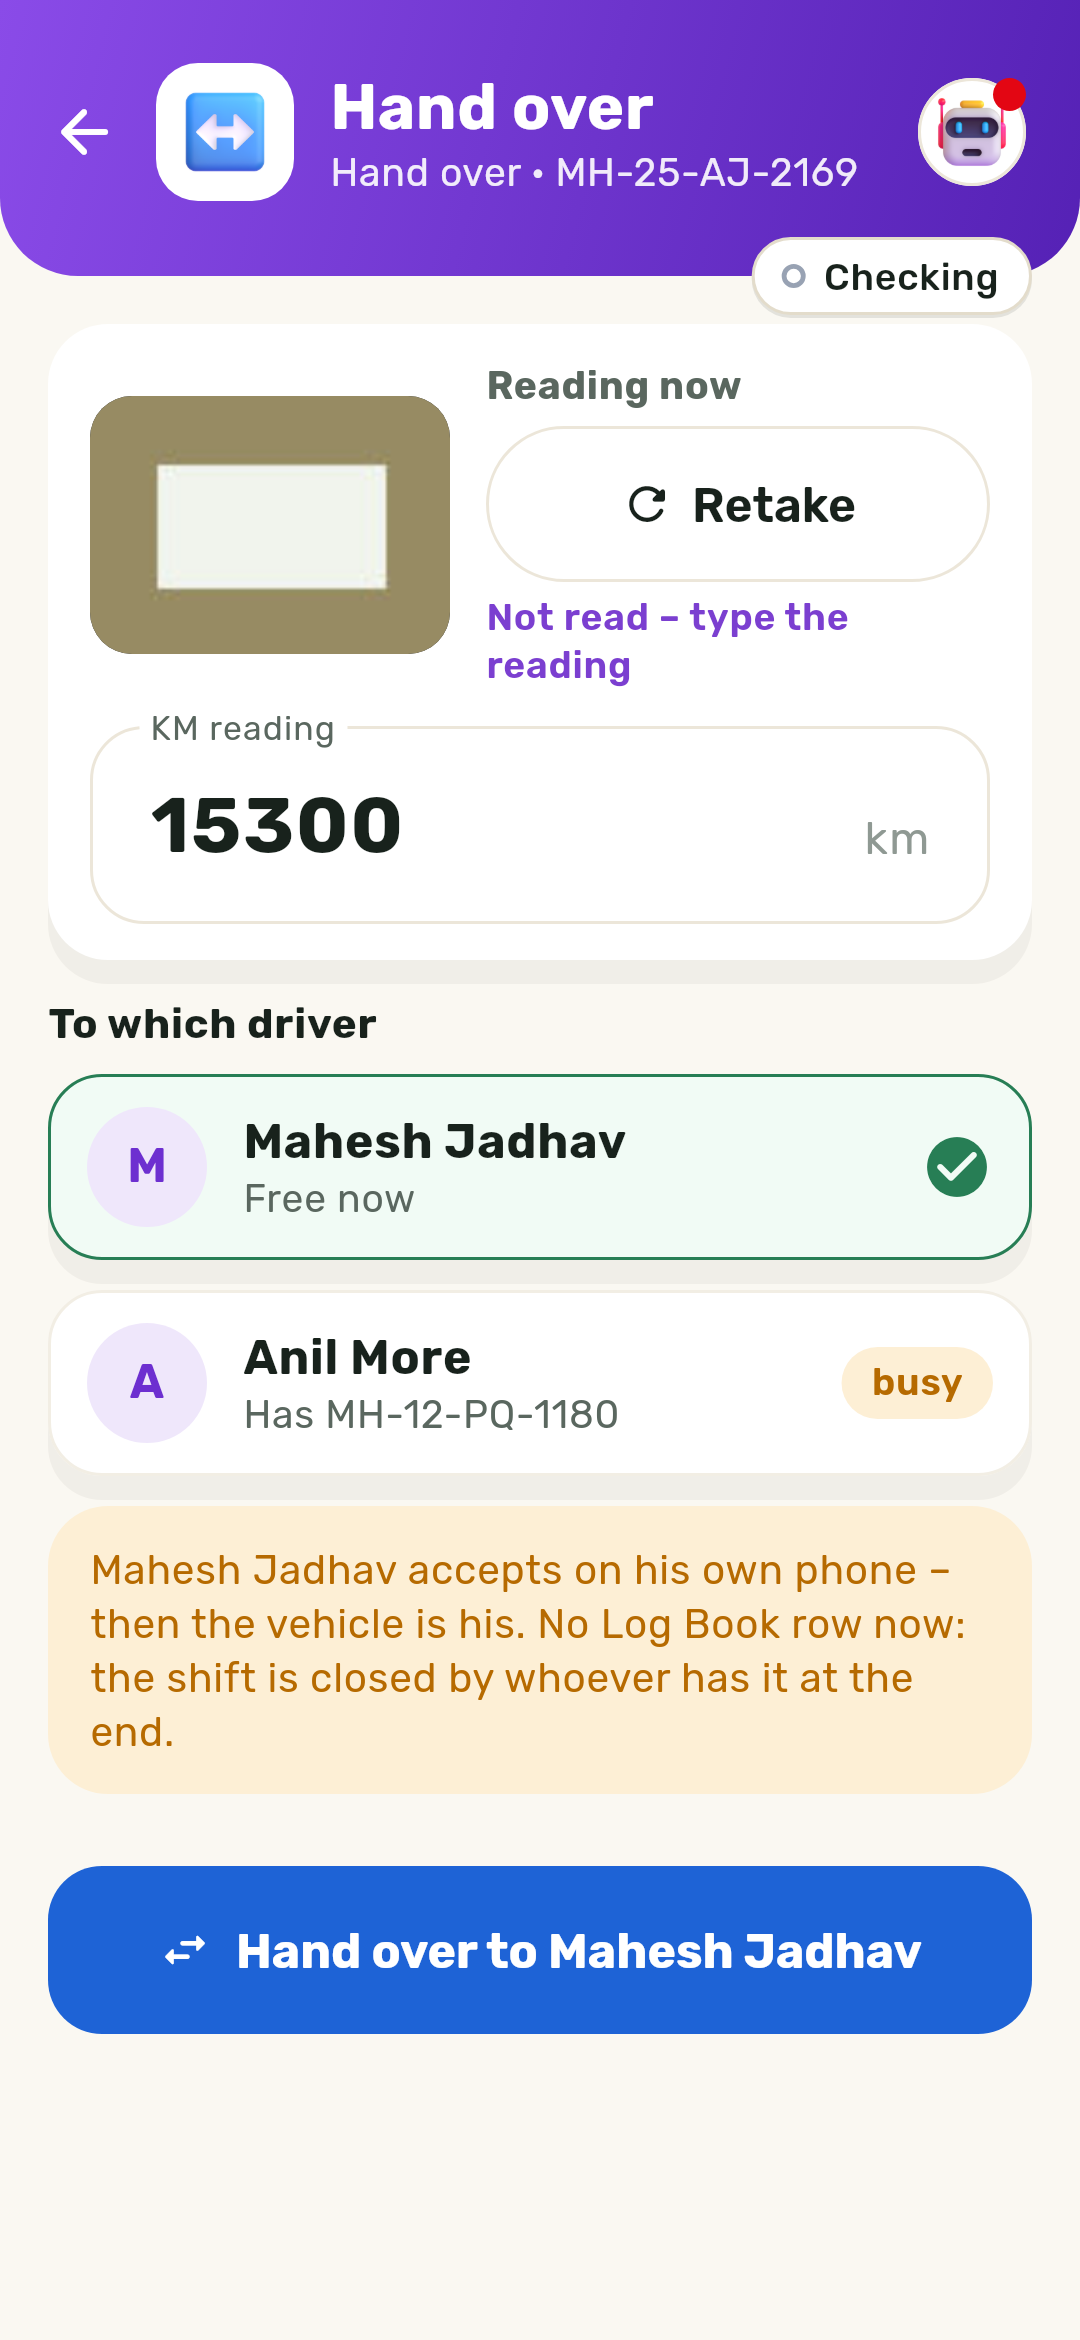 Hand over
Hand over • MH-25-AJ-2169
Checking
Reading now
Retake
Not read – type the
reading
KM reading
15300
km
To which driver
M
Mahesh Jadhav
Free now
A
Anil More
Has MH-12-PQ-1180
busy
Mahesh Jadhav accepts on his own phone –
then the vehicle is his. No Log Book row now:
the shift is closed by whoever has it at the
end.
Hand over to Mahesh Jadhav